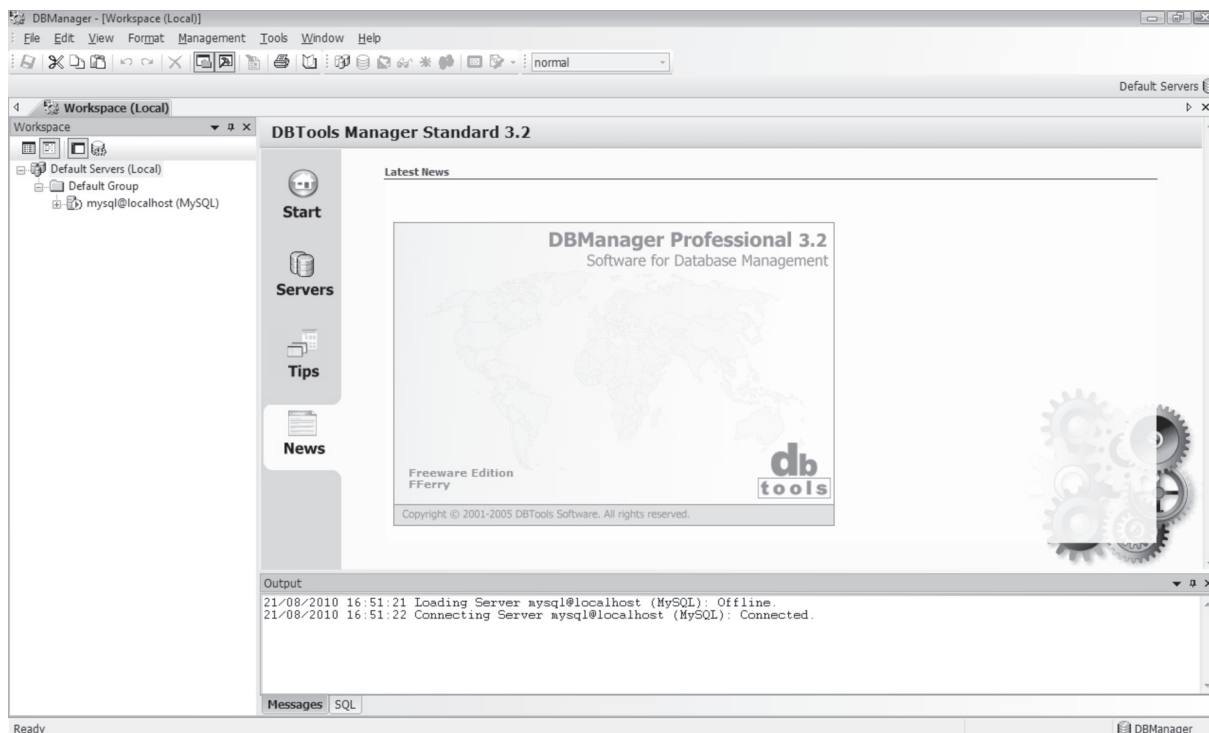 DBManager - [Workspace (Local)]
File Edit View Format Management Tools Window Help
normal
Default Servers
Workspace (Local)
Workspace
Default Servers (Local)
Default Group
mysql@localhost (MySQL)
DBTools Manager Standard 3.2
Start
Servers
Tips
News
Latest News
DBManager Professional 3.2
Software for Database Management
Freeware Edition
FFerry
db
tools
Copyright © 2001-2005 DBTools Software. All rights reserved.
Output
21/08/2010 16:51:21 Loading Server mysql@localhost (MySQL): Offline.
21/08/2010 16:51:22 Connecting Server mysql@localhost (MySQL): Connected.
Messages SQL
Ready
DBManager